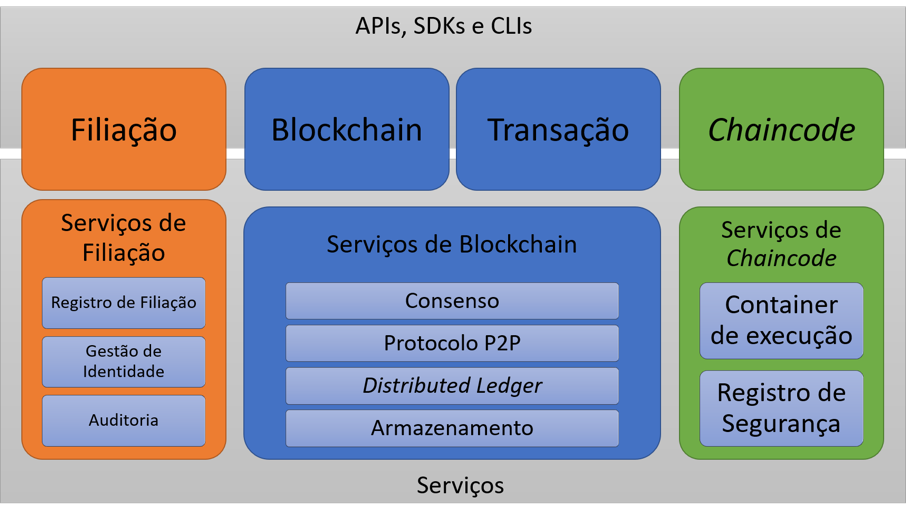 APIs, SDKs e CLIs
Filiação
Blockchain
Transação
Chaincode
Serviços de
Filiação
Registro de Filiação
Gestão de
Identidade
Auditoria
Serviços de Blockchain
Consenso
Protocolo P2P
Distributed Ledger
Armazenamento
Serviços de
Chaincode
Container
de execução
Registro de
Segurança
Serviços